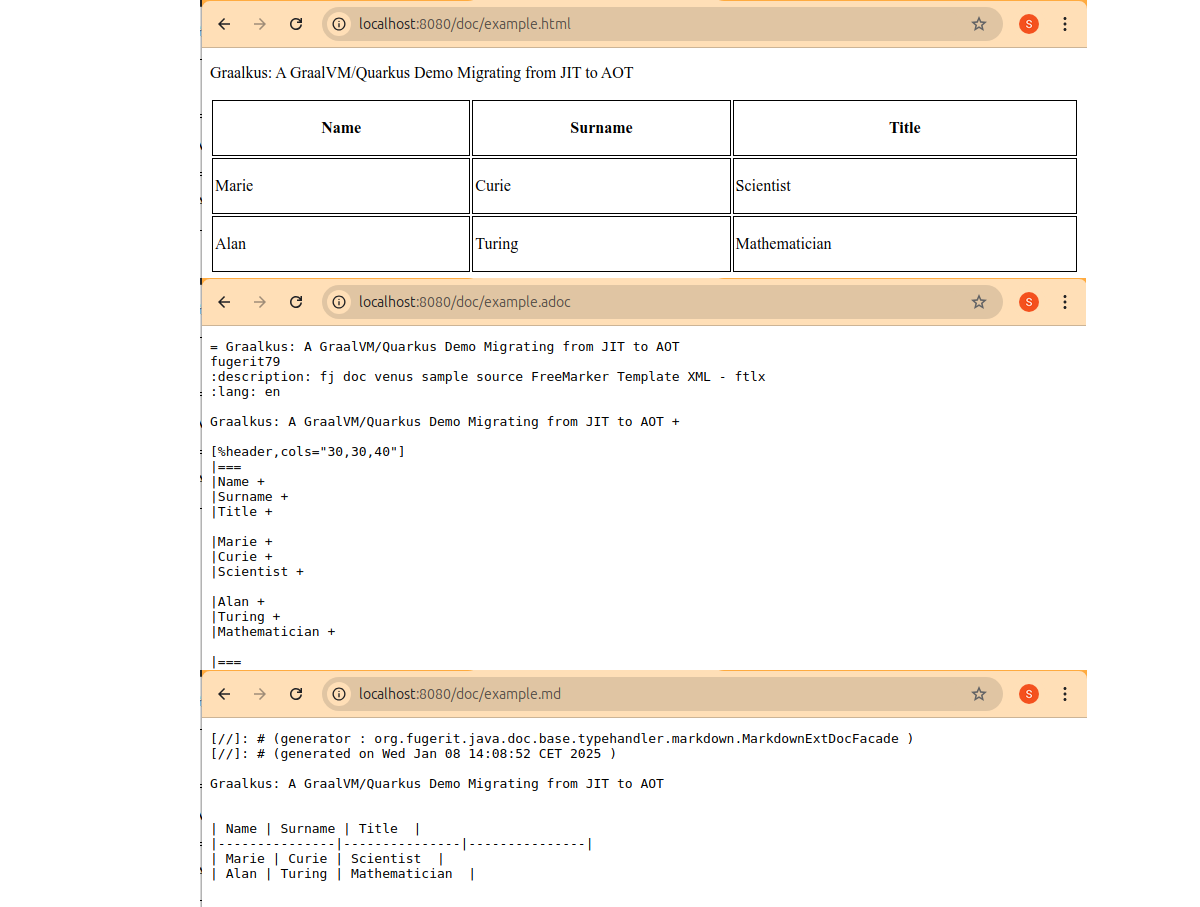 localhost:8080/doc/example.html
S
Graalkus: A GraalVM/Quarkus Demo Migrating from JIT to AOT
Name Surname Title
Marie Curie Scientist
Alan Turing Mathematician
localhost:8080/doc/example.adoc
S
= Graalkus: A GraalVM/Quarkus Demo Migrating from JIT to AOT
fugerit79
:description: fj doc venus sample source FreeMarker Template XML - ftlx
:lang: en
Graalkus: A GraalVM/Quarkus Demo Migrating from JIT to AOT +
[%header,cols="30,30,40"]
|===
|Name +
|Surname +
|Title +
|Marie +
|Curie +
|Scientist +
|Alan +
|Turing +
|Mathematician +
|===
localhost:8080/doc/example.md
S
[//]: # (generator : org.fugerit.java.doc.base.typehandler.markdown.MarkdownExtDocFacade )
[//]: # (generated on Wed Jan 08 14:08:52 CET 2025 )
Graalkus: A GraalVM/Quarkus Demo Migrating from JIT to AOT
| Name | Surname | Title  |
|---------------|---------------|---------------|
| Marie | Curie | Scientist  |
| Alan | Turing | Mathematician  |